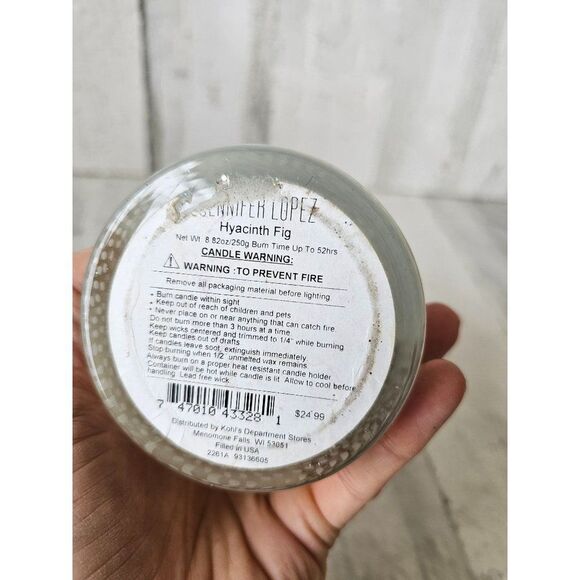 JENNIFER LOPEZ
Hyacinth Fig
Net Wt. 8.82oz/250g Burn Time Up To 52hrs
CANDLE WARNING:
WARNING :TO PREVENT FIRE
Remove all packaging material before lighting
• Burn candle within sight
• Keep out of reach of children and pets
• Never place on or near anything that can catch fire.
Do not burn more than 3 hours at a time.
Keep wicks centered and trimmed to 1/4" while burning
Keep candles out of drafts
If candles leave soot, extinguish immediately
Stop burning when 1/2" unmelted wax remains
Always burn on a proper heat resistant candle holder
Container will be hot while candle is lit. Allow to cool before
handling. Lead free wick
7 47010 43328 1
$24.99
Distributed by Kohl's Department Stores
Menomone Falls, WI 53051
Filled in USA
2261A 93136605